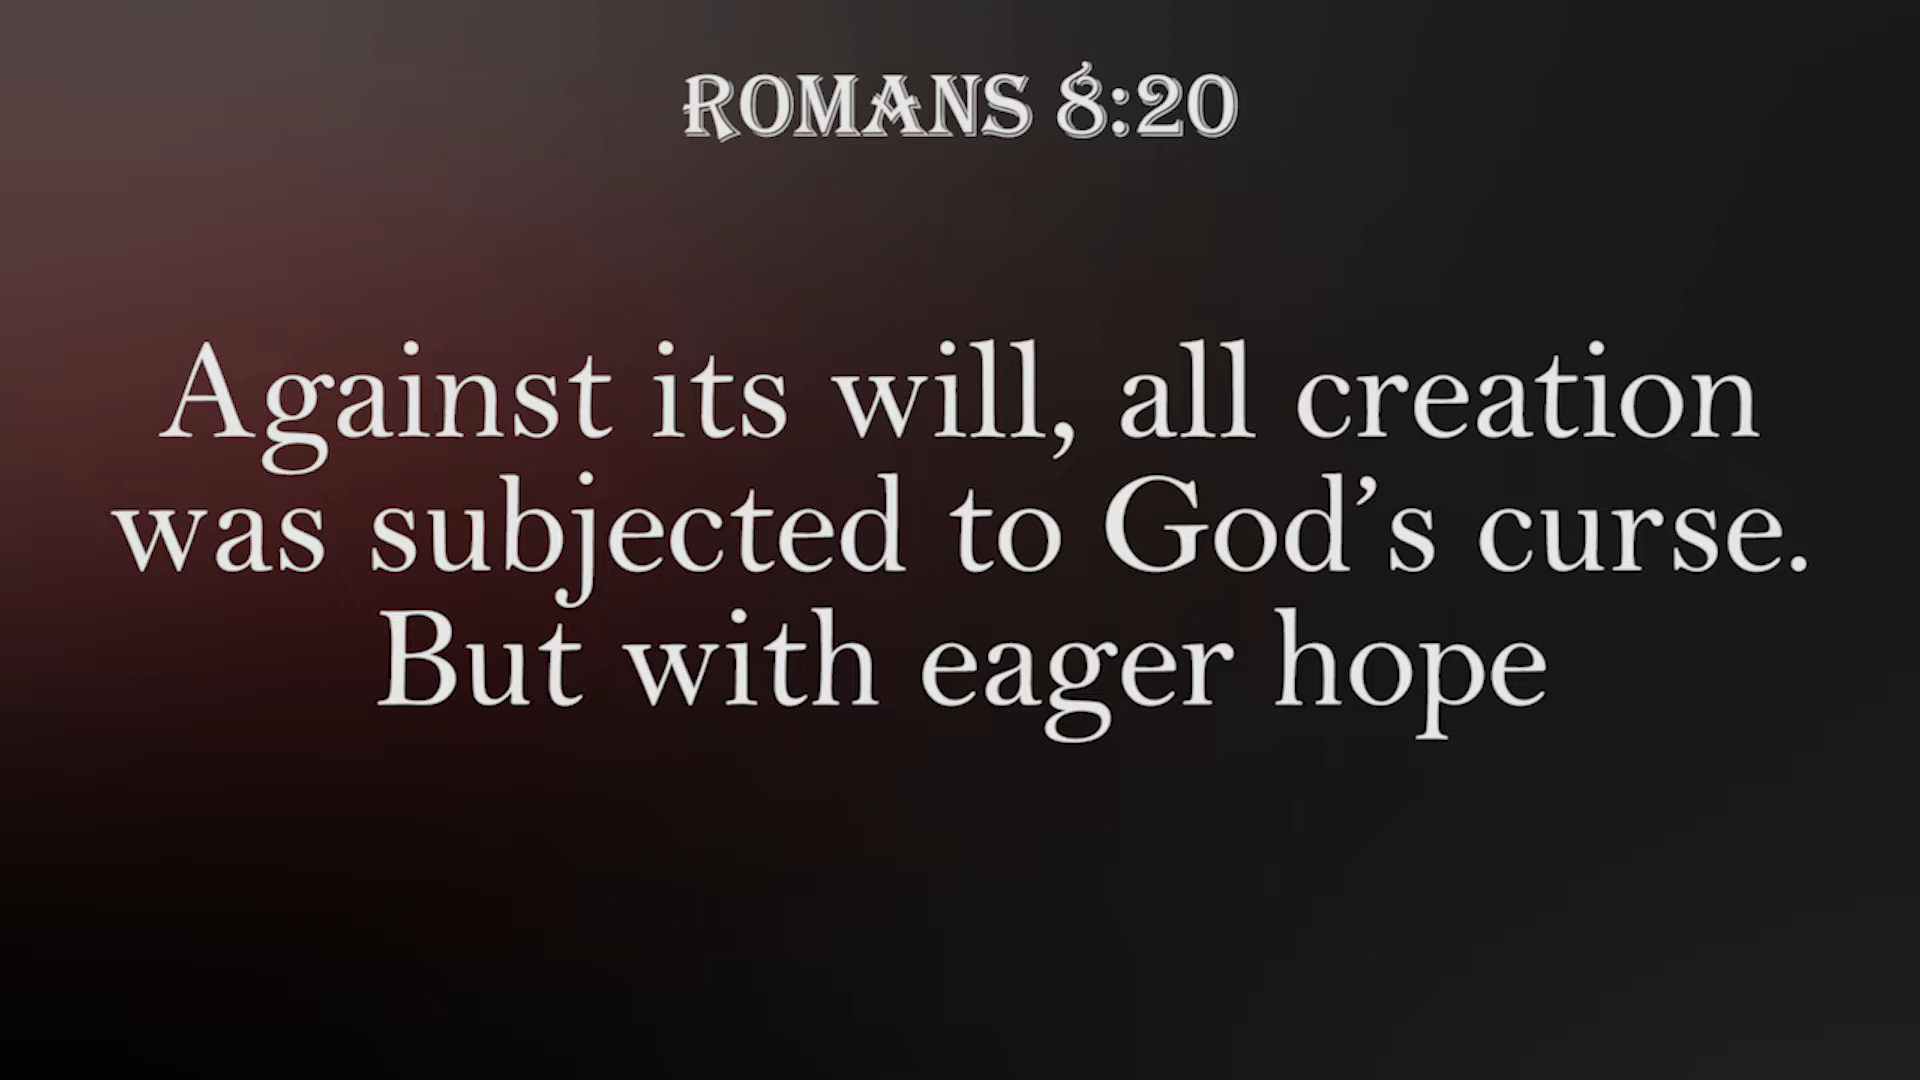 ROMANS 8:20
Against its will, all creation
was subjected to God’s curse.
But with eager hope